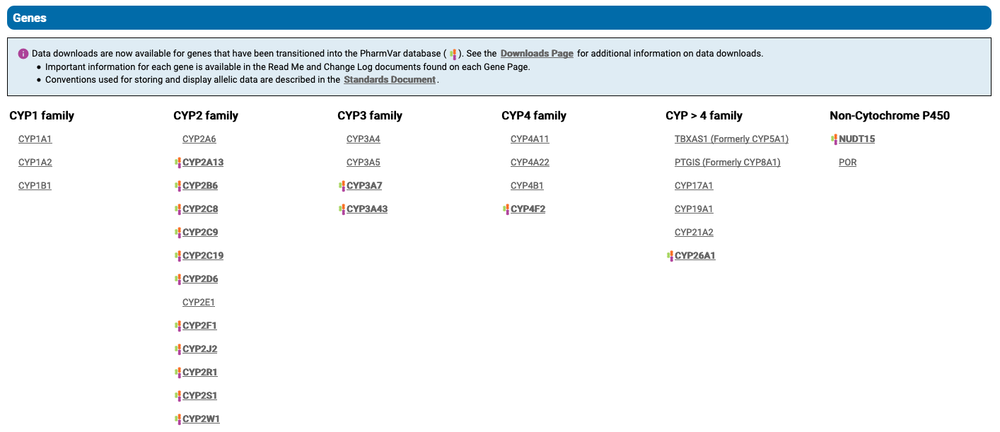 Genes
Data downloads are now available for genes that have been transitioned into the PharmVar database ( ). See the Downloads Page for additional information on data downloads.
• Important information for each gene is available in the Read Me and Change Log documents found on each Gene Page.
• Conventions used for storing and display allelic data are described in the Standards Document.
CYP1 family
CYP1A1
CYP1A2
CYP1B1
CYP2 family
CYP2A6
CYP2A13
CYP2B6
CYP2C8
CYP2C9
CYP2C19
CYP2D6
CYP2E1
CYP2F1
CYP2J2
CYP2R1
CYP2S1
CYP2W1
CYP3 family
CYP3A4
CYP3A5
CYP3A7
CYP3A43
CYP4 family
CYP4A11
CYP4A22
CYP4B1
CYP4F2
CYP > 4 family
TBXAS1 (Formerly CYP5A1)
PTGIS (Formerly CYP8A1)
CYP17A1
CYP19A1
CYP21A2
CYP26A1
Non-Cytochrome P450
NUDT15
POR